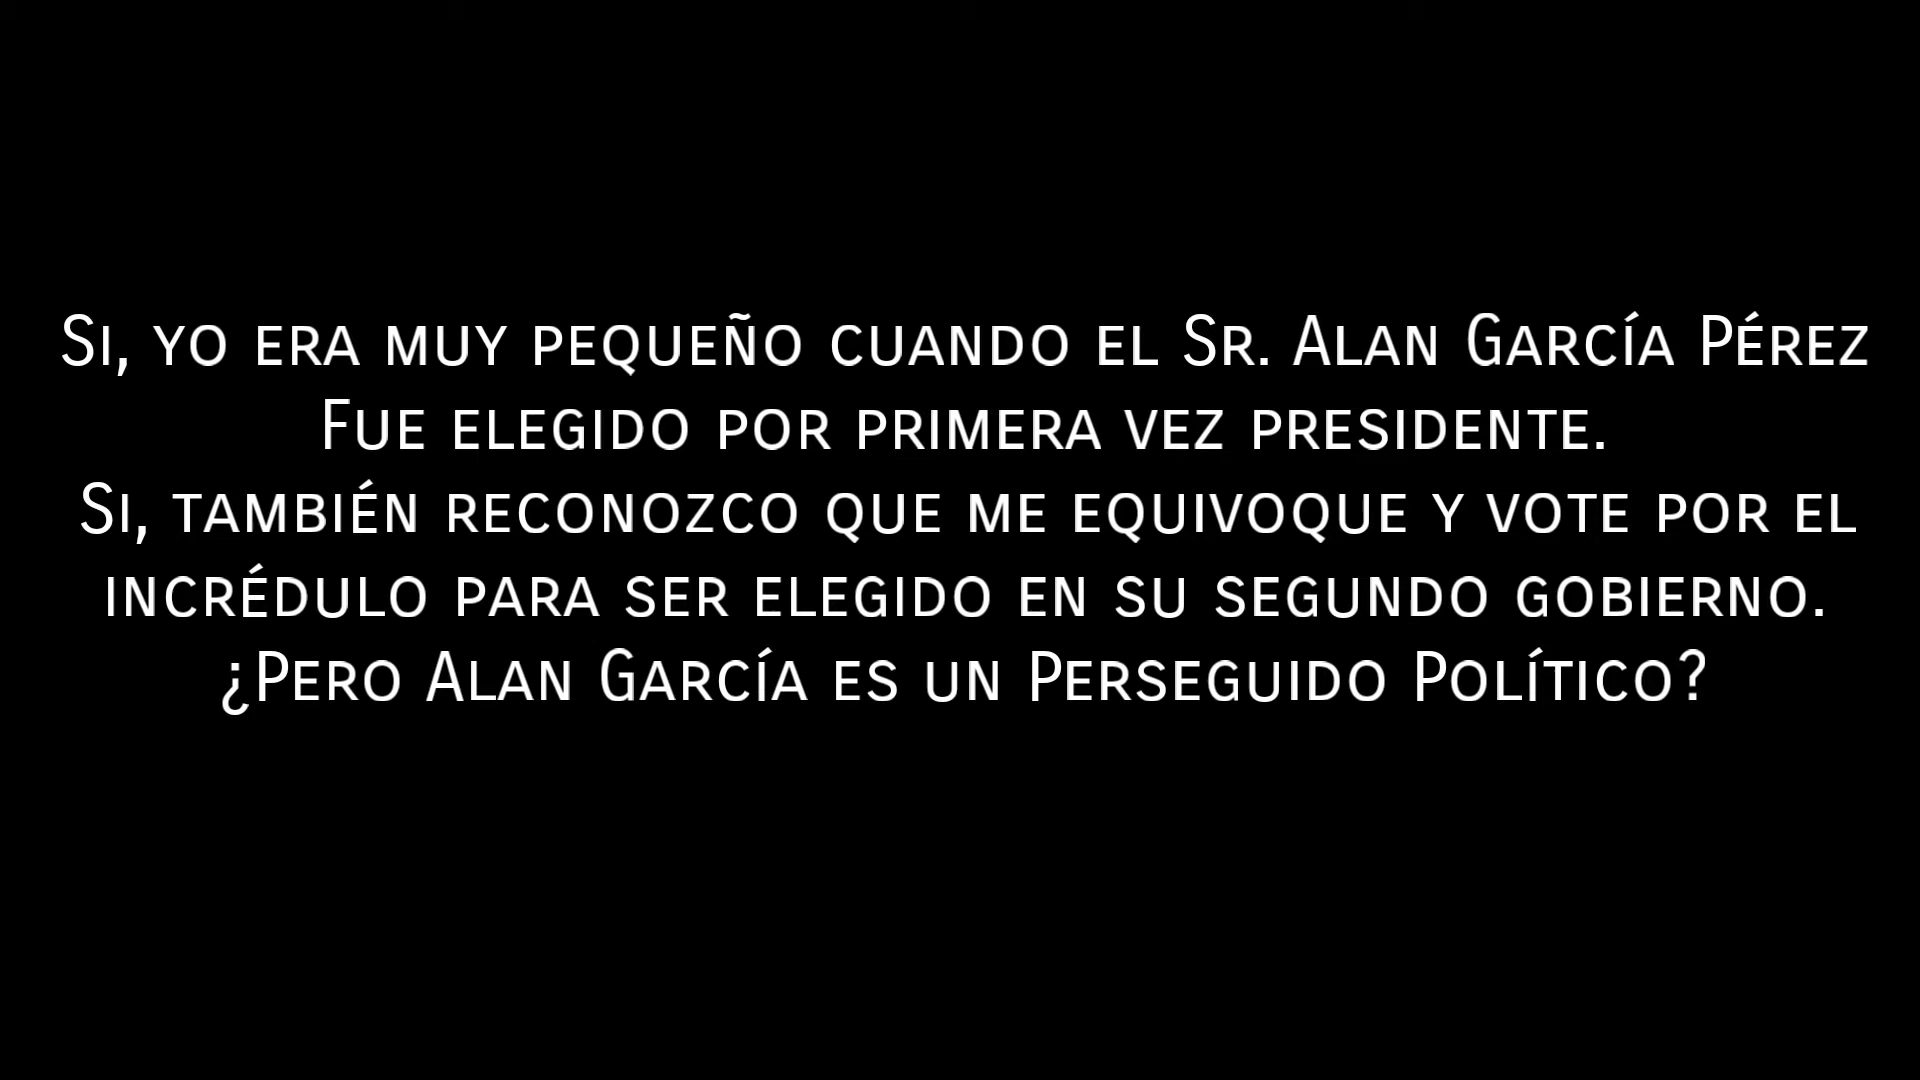 Si, yo era muy pequeño cuando el Sr. Alan García Pérez
Fue elegido por primera vez presidente.
Si, también reconozco que me equivoque y vote por el
incrédulo para ser elegido en su segundo gobierno.
¿Pero Alan García es un Perseguido Político?